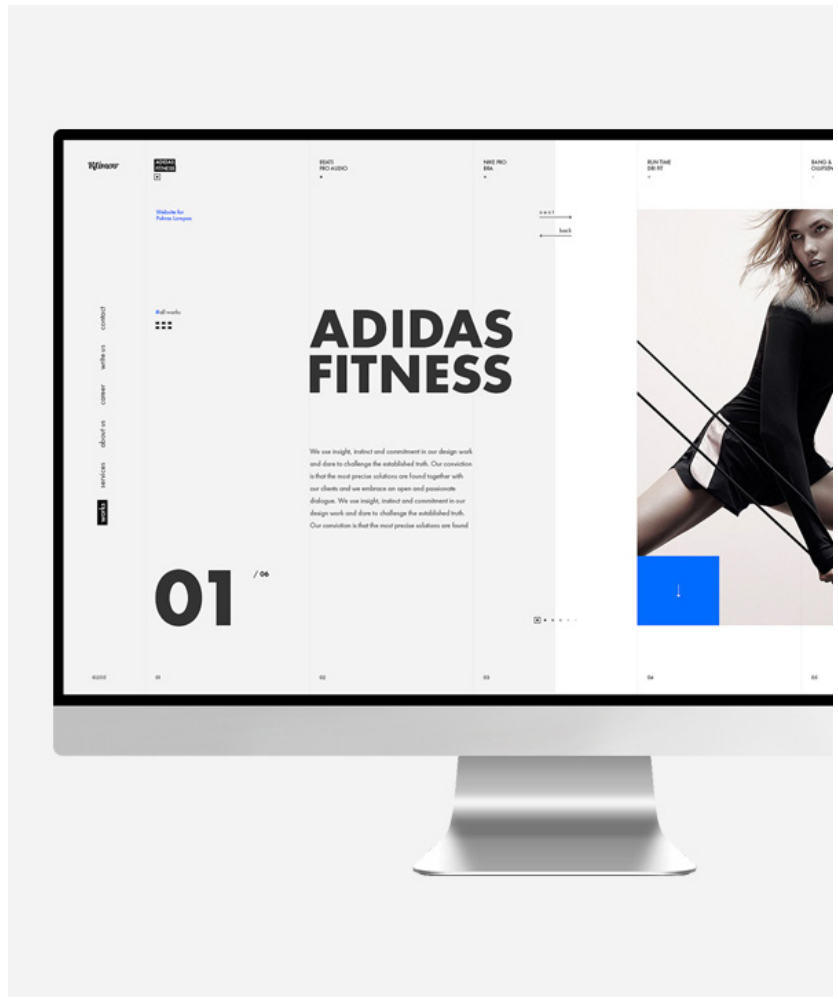 ADIDAS
FITNESS
BEATS
PRO AUDIO
NIKE PRO
BRA
RUN TIME
DRI FIT
BANG &
OLUFSEN
Website for
next
back
#all works
contact
write us
career
about us
services
works
ADIDAS
FITNESS
We use insight, instinct and commitment in our design work
and dare to challenge the established truth. Our conviction
is that the most precise solutions are found together with
our clients and we embrace an open and passionate
dialogue. We use insight, instinct and commitment in our
design work and dare to challenge the established truth.
Our conviction is that the most precise solutions are found
01
/ 06
01
02
03
04
05